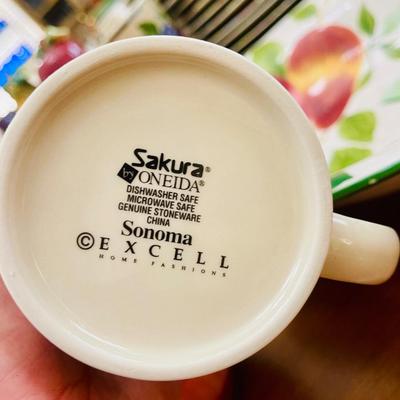 Sakura®
by ONEIDA®
DISHWASHER SAFE
MICROWAVE SAFE
GENUINE STONEWARE
CHINA
Sonoma
© EXCELL
HOME FASHIONS